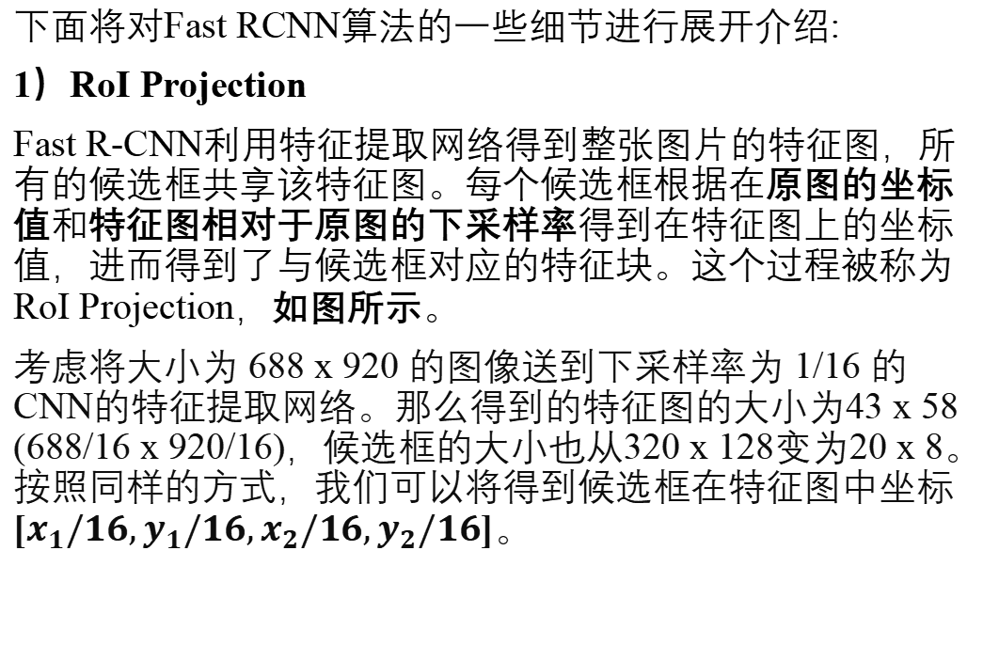 下面将对Fast RCNN算法的一些细节进行展开介绍:
1）RoI Projection
Fast R-CNN利用特征提取网络得到整张图片的特征图，所
有的候选框共享该特征图。每个候选框根据在原图的坐标
值和特征图相对于原图的下采样率得到在特征图上的坐标
值，进而得到了与候选框对应的特征块。这个过程被称为
RoI Projection，如图所示。
考虑将大小为 688 x 920 的图像送到下采样率为 1/16 的
CNN的特征提取网络。那么得到的特征图的大小为43 x 58
(688/16 x 920/16)，候选框的大小也从320 x 128变为20 x 8。
按照同样的方式，我们可以将得到候选框在特征图中坐标
[x₁/16, y₁/16, x₂/16, y₂/16]。